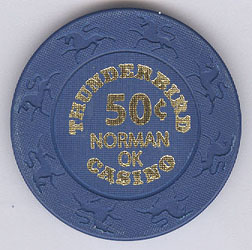 THUNDERBIRD
50¢
NORMAN
OK
CASINO